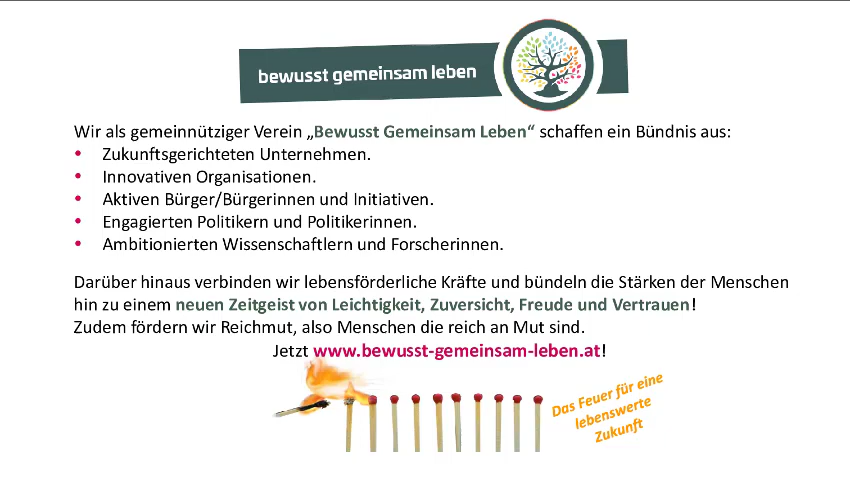 bewusst gemeinsam leben
Wir als gemeinnütziger Verein „Bewusst Gemeinsam Leben“ schaffen ein Bündnis aus:
• Zukunftsgerichteten Unternehmen.
• Innovativen Organisationen.
• Aktiven Bürger/Bürgerinnen und Initiativen.
• Engagierten Politikern und Politikerinnen.
• Ambitionierten Wissenschaftlern und Forscherinnen.
Darüber hinaus verbinden wir lebensförderliche Kräfte und bündeln die Stärken der Menschen
hin zu einem neuen Zeitgeist von Leichtigkeit, Zuversicht, Freude und Vertrauen!
Zudem fördern wir Reichmut, also Menschen die reich an Mut sind.
Jetzt www.bewusst-gemeinsam-leben.at!
Das Feuer für eine
lebenswerte
Zukunft